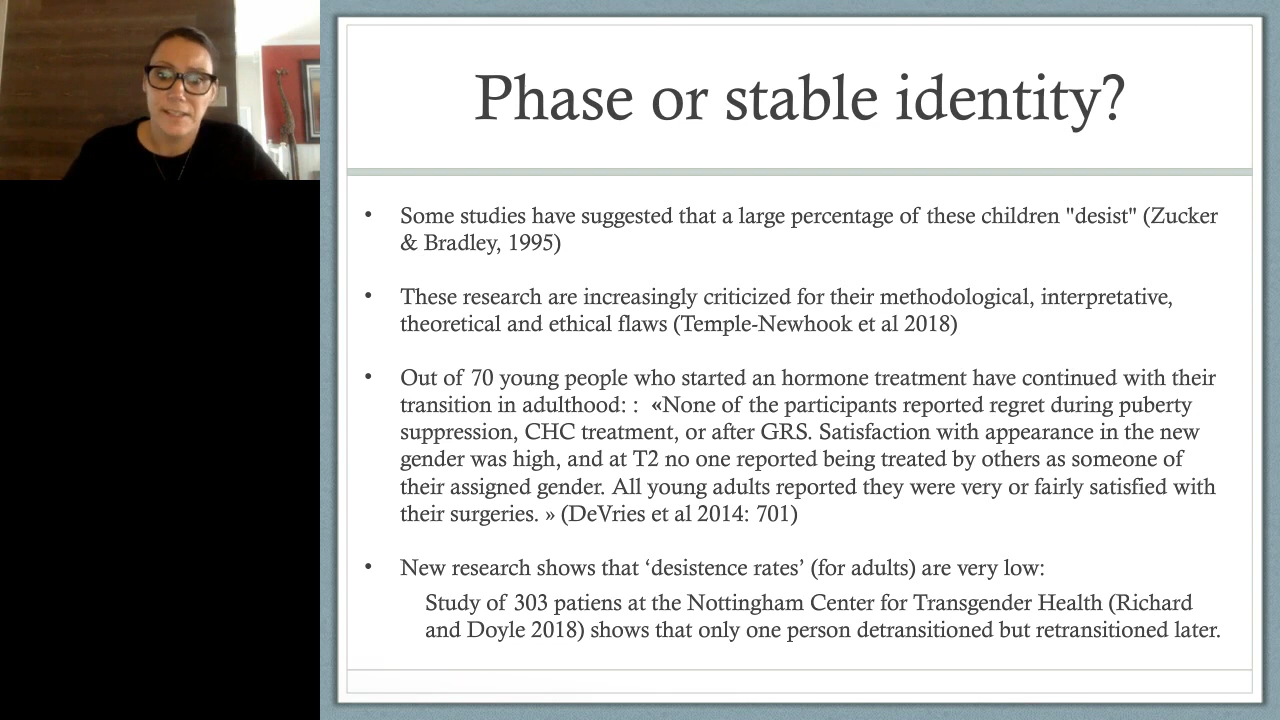 Phase or stable identity?
• Some studies have suggested that a large percentage of these children "desist" (Zucker
& Bradley, 1995)
• These research are increasingly criticized for their methodological, interpretative,
theoretical and ethical flaws (Temple-Newhook et al 2018)
• Out of 70 young people who started an hormone treatment have continued with their
transition in adulthood: : «None of the participants reported regret during puberty
suppression, CHC treatment, or after GRS. Satisfaction with appearance in the new
gender was high, and at T2 no one reported being treated by others as someone of
their assigned gender. All young adults reported they were very or fairly satisfied with
their surgeries. » (DeVries et al 2014: 701)
• New research shows that ‘desistence rates’ (for adults) are very low:
Study of 303 patiens at the Nottingham Center for Transgender Health (Richard
and Doyle 2018) shows that only one person detransitioned but retransitioned later.